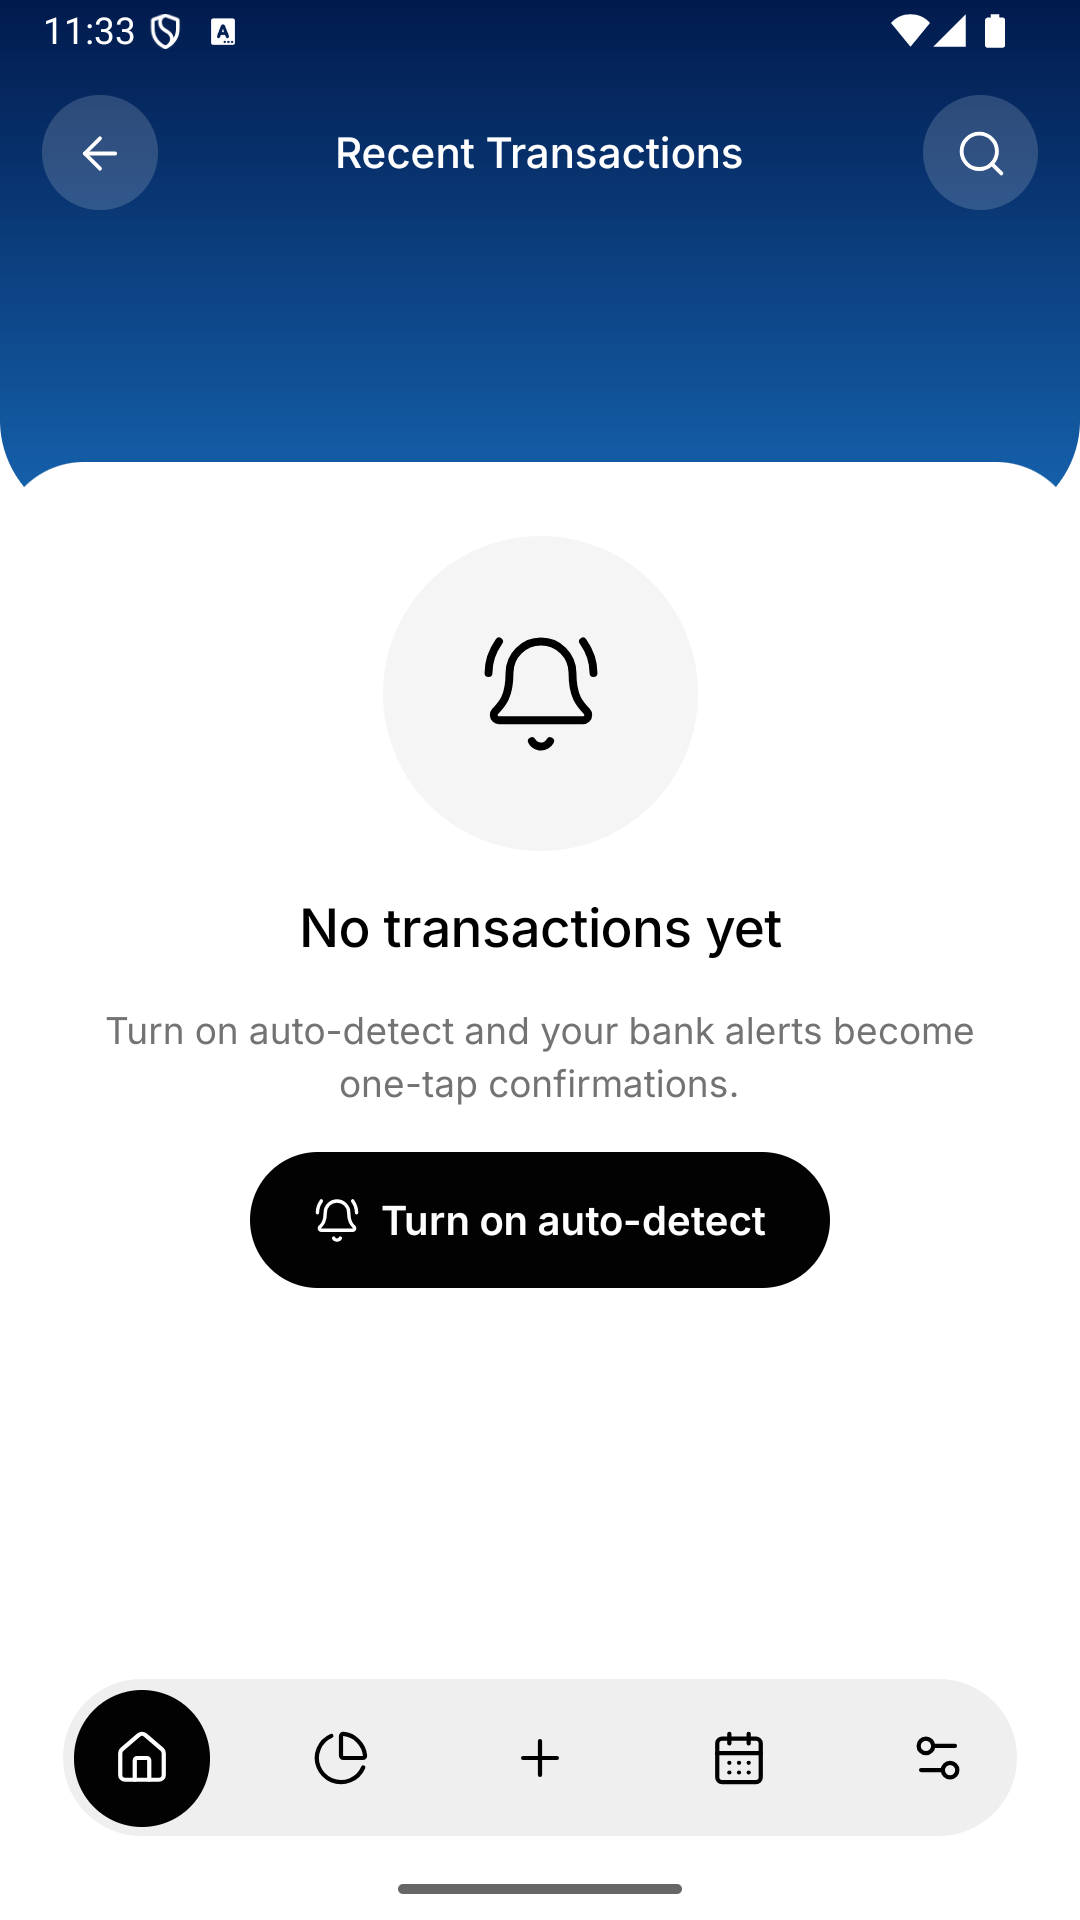 11:33
Recent Transactions
No transactions yet
Turn on auto-detect and your bank alerts become
one-tap confirmations.
Turn on auto-detect